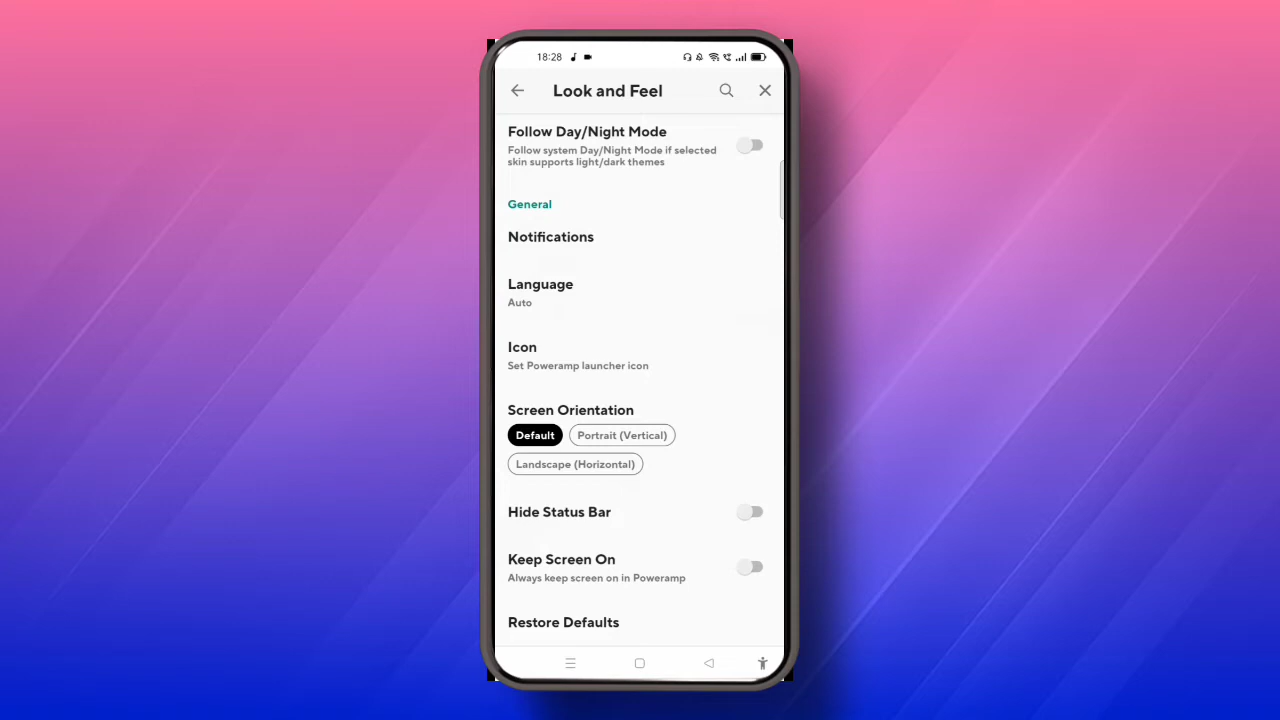 18:28
Look and Feel
Follow Day/Night Mode
Follow system Day/Night Mode if selected
skin supports light/dark themes
General
Notifications
Language
Auto
Icon
Set Poweramp launcher icon
Screen Orientation
Default
Portrait (Vertical)
Landscape (Horizontal)
Hide Status Bar
Keep Screen On
Always keep screen on in Poweramp
Restore Defaults